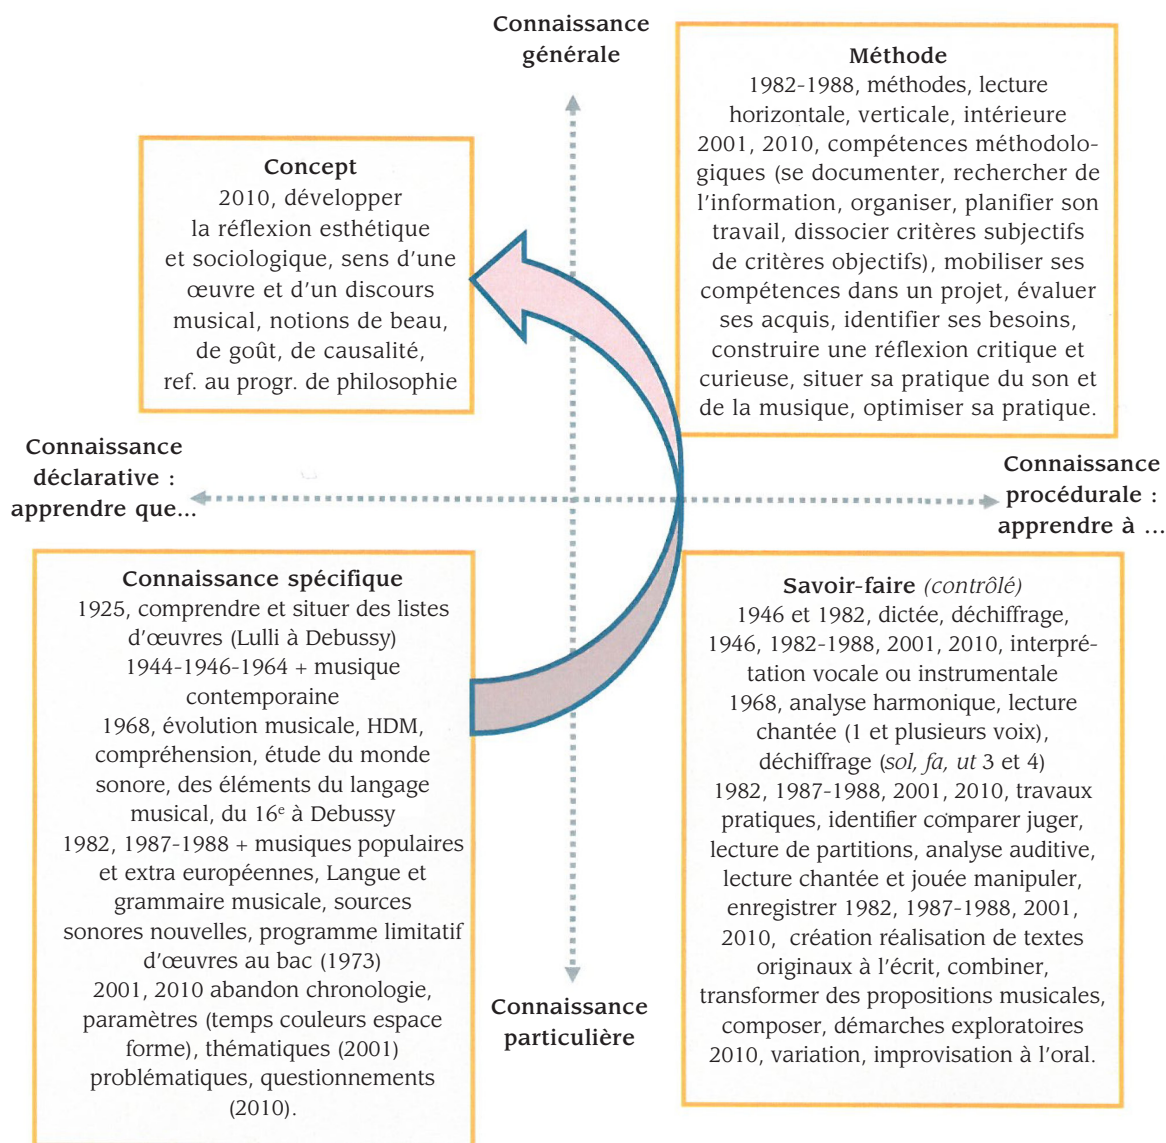 Connaissance
générale
Méthode
1982-1988, méthodes, lecture
horizontale, verticale, intérieure
2001, 2010, compétences méthodolo-
giques (se documenter, rechercher de
l'information, organiser, planifier son
travail, dissocier critères subjectifs
de critères objectifs), mobiliser ses
compétences dans un projet, évaluer
ses acquis, identifier ses besoins,
construire une réflexion critique et
curieuse, situer sa pratique du son et
de la musique, optimiser sa pratique.
Concept
2010, développer
la réflexion esthétique
et sociologique, sens d'une
œuvre et d'un discours
musical, notions de beau,
de goût, de causalité,
ref. au progr. de philosophie
Connaissance
déclarative :
apprendre que...
Connaissance
procédurale :
apprendre à ...
Connaissance spécifique
1925, comprendre et situer des listes
d'œuvres (Lulli à Debussy)
1944-1946-1964 + musique
contemporaine
1968, évolution musicale, HDM,
compréhension, étude du monde
sonore, des éléments du langage
musical, du 16e à Debussy
1982, 1987-1988 + musiques populaires
et extra européennes, Langue et
grammaire musicale, sources
sonores nouvelles, programme limitatif
d'œuvres au bac (1973)
2001, 2010 abandon chronologie,
paramètres (temps couleurs espace
forme), thématiques (2001)
problématiques, questionnements
(2010).
Savoir-faire (contrôlé)
1946 et 1982, dictée, déchiffrage,
1946, 1982-1988, 2001, 2010, interpré-
tation vocale ou instrumentale
1968, analyse harmonique, lecture
chantée (1 et plusieurs voix),
déchiffrage (sol, fa, ut 3 et 4)
1982, 1987-1988, 2001, 2010, travaux
pratiques, identifier comparer juger,
lecture de partitions, analyse auditive,
lecture chantée et jouée manipuler,
enregistrer 1982, 1987-1988, 2001,
2010, création réalisation de textes
originaux à l'écrit, combiner,
transformer des propositions musicales,
composer, démarches exploratoires
2010, variation, improvisation à l'oral.
Connaissance
particulière